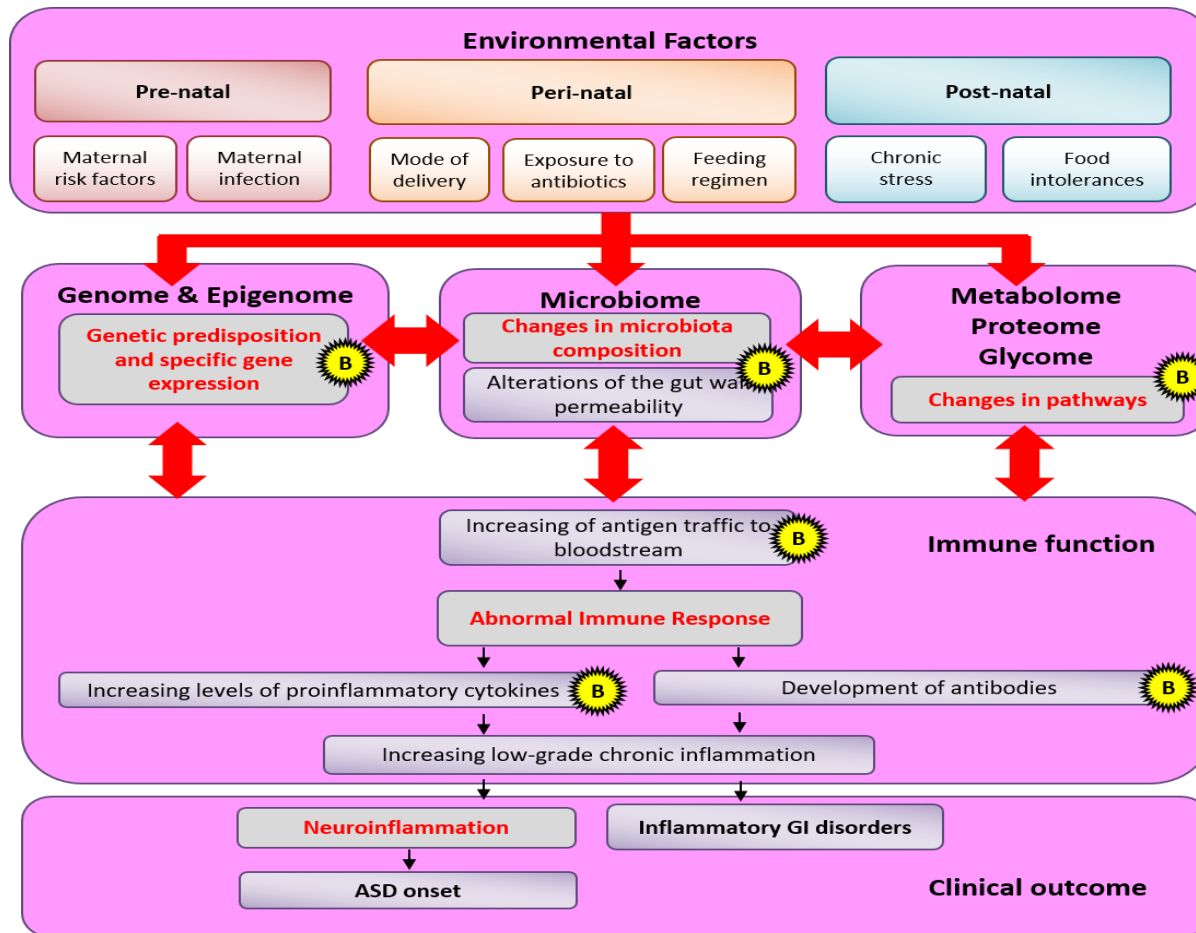 Environmental Factors
Pre-natal
Peri-natal
Post-natal
Maternal
risk factors
Maternal
infection
Mode of
delivery
Exposure to
antibiotics
Feeding
regimen
Chronic
stress
Food
intolerances
Genome & Epigenome
Genetic predisposition
and specific gene
expression
B
Microbiome
Changes in microbiota
composition
B
Alterations of the gut wall
permeability
Metabolome
Proteome
Glycome
B
Changes in pathways
Increasing of antigen traffic to
bloodstream
B
Immune function
Abnormal Immune Response
Increasing levels of proinflammatory cytokines
B
Development of antibodies
B
Increasing low-grade chronic inflammation
Neuroinflammation
Inflammatory GI disorders
ASD onset
Clinical outcome